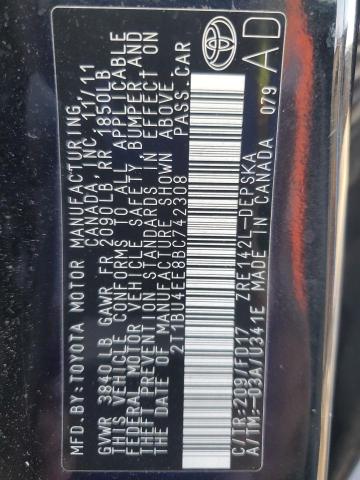 MFD.BY:TOYOTA MOTOR MANUFACTURING,
CANADA, INC. 11/11
GVWR 3840LB GAWR FR 2090LB, RR 1850LB
THIS VEHICLE CONFORMS TO ALL APPLICABLE
FEDERAL MOTOR VEHICLE SAFETY, BUMPER, AND
THEFT PREVENTION STANDARDS IN EFFECT ON
THE DATE OF MANUFACTURE SHOWN ABOVE.
2T1BU4EE8BC742308 PASS.CAR
C/TR:209/FD17 ZRE142L-DEPSKA
A/TM:-03A/U341E MADE IN CANADA
079
TOYOTA
AD